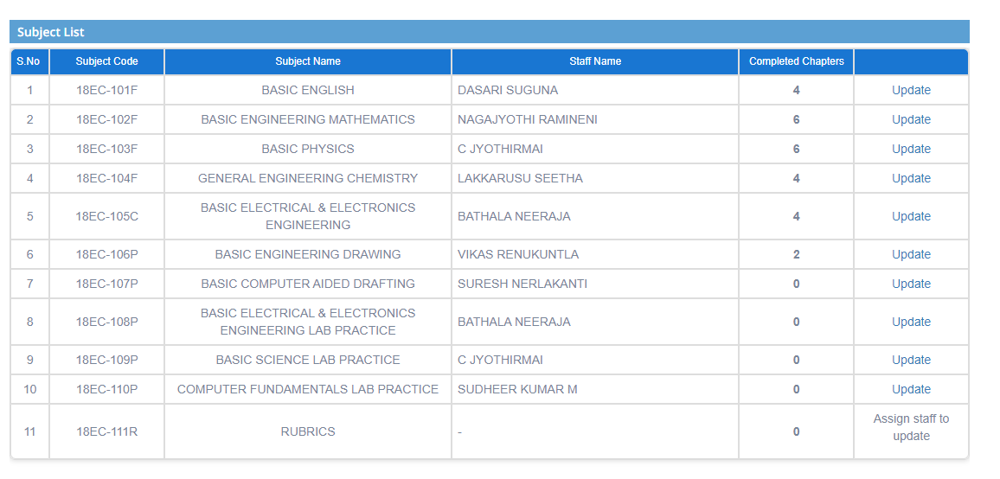 Subject List
S.No Subject Code Subject Name Staff Name Completed Chapters
1 18EC-101F BASIC ENGLISH DASARI SUGUNA 4 Update
2 18EC-102F BASIC ENGINEERING MATHEMATICS NAGAJYOTHI RAMINENI 6 Update
3 18EC-103F BASIC PHYSICS C JYOTHIRMAI 6 Update
4 18EC-104F GENERAL ENGINEERING CHEMISTRY LAKKARUSU SEETHA 4 Update
BASIC ELECTRICAL & ELECTRONICS
5 18EC-105C ENGINEERING BATHALA NEERAJA 4 Update
6 18EC-106P BASIC ENGINEERING DRAWING VIKAS RENUKUNTLA 2 Update
7 18EC-107P BASIC COMPUTER AIDED DRAFTING SURESH NERLAKANTI 0 Update
BASIC ELECTRICAL & ELECTRONICS
8 18EC-108P ENGINEERING LAB PRACTICE BATHALA NEERAJA 0 Update
9 18EC-109P BASIC SCIENCE LAB PRACTICE C JYOTHIRMAI 0 Update
10 18EC-110P COMPUTER FUNDAMENTALS LAB PRACTICE SUDHEER KUMAR M 0 Update
11 18EC-111R RUBRICS - 0 Assign staff to
update